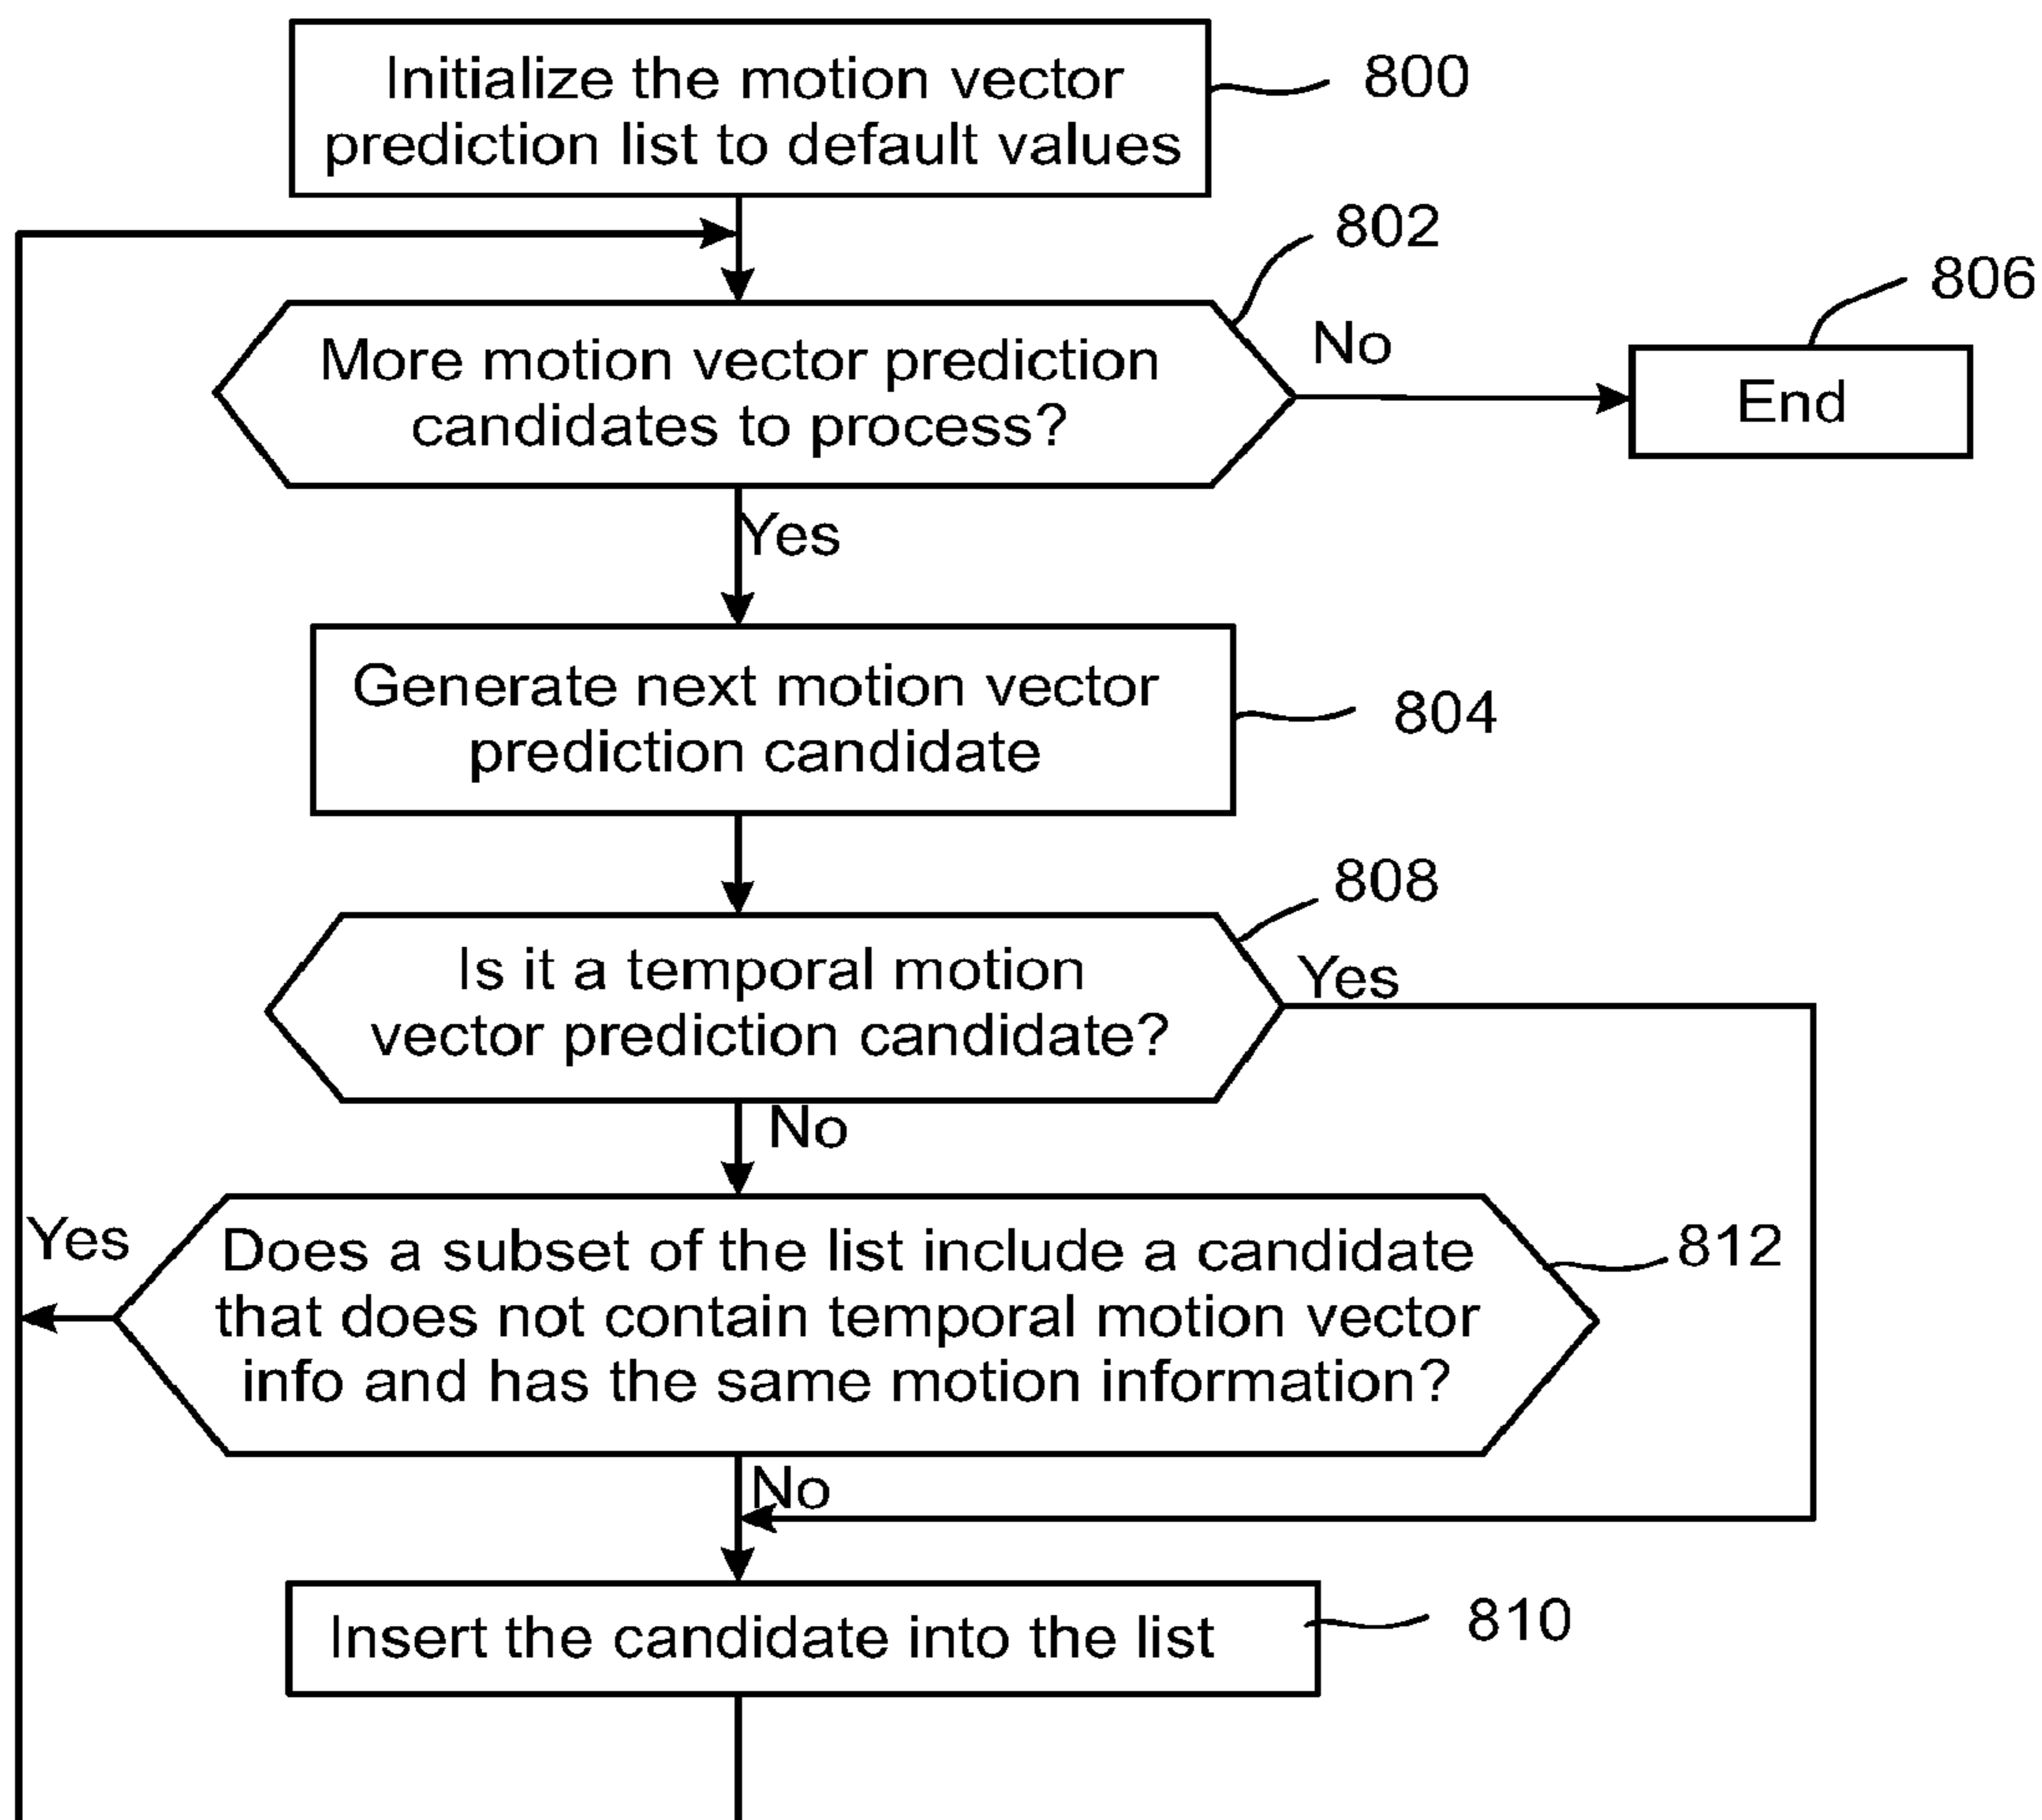 Initialize the motion vector
prediction list to default values
800
802
806
More motion vector prediction
candidates to process?
No
End
Yes
Generate next motion vector
prediction candidate
804
808
Is it a temporal motion
vector prediction candidate?
Yes
No
Yes
Does a subset of the list include a candidate
that does not contain temporal motion vector
info and has the same motion information?
812
No
Insert the candidate into the list
810